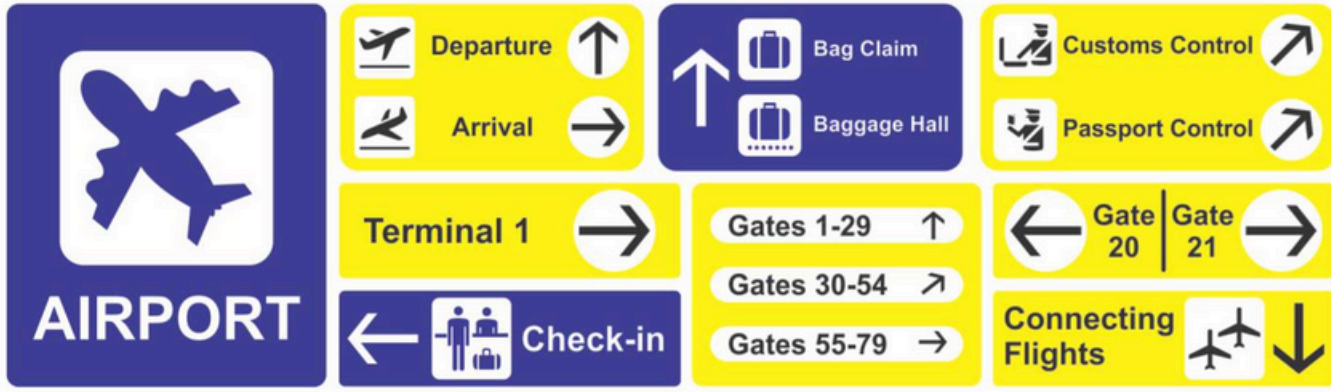 AIRPORT
Departure
Arrival
Bag Claim
Baggage Hall
Customs Control
Passport Control
Terminal 1
Check-in
Gates 1-29
Gates 30-54
Gates 55-79
Gate
20
Gate
21
Connecting
Flights